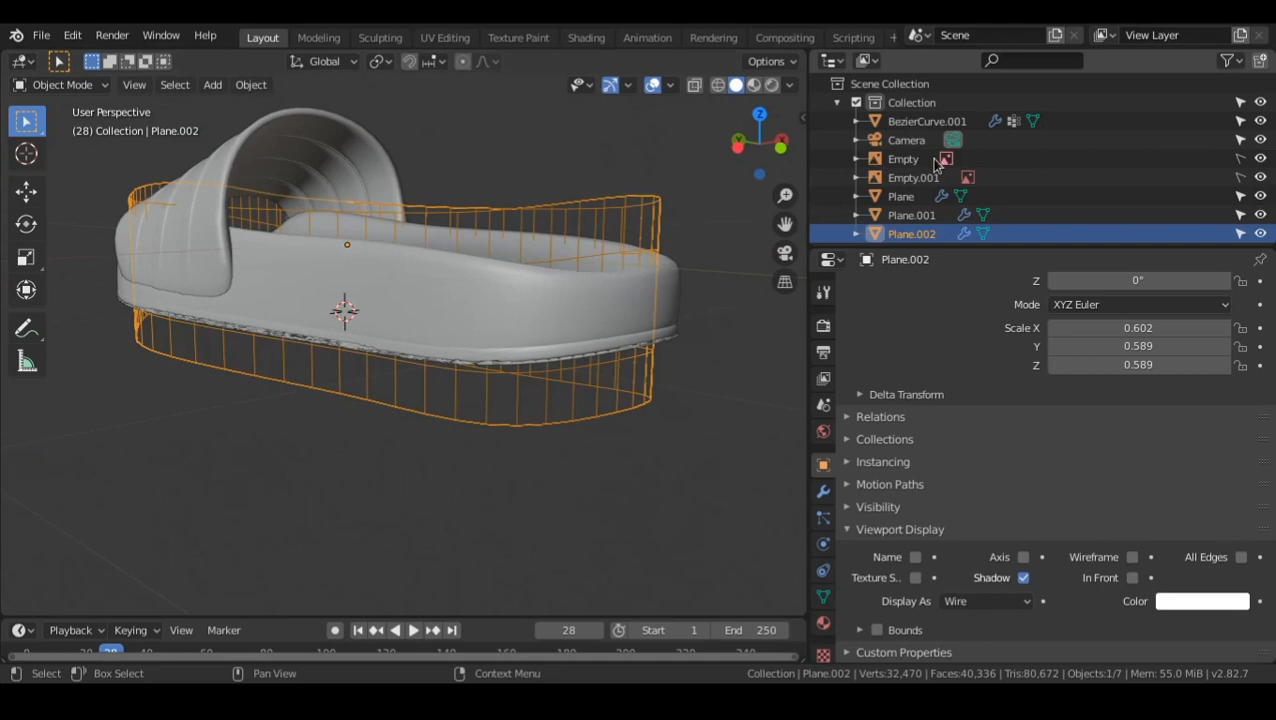 File Edit Render Window Help Layout Modeling Sculpting UV Editing Texture Paint Shading Animation Rendering Compositing Scripting + Scene View Layer
Global Options
Object Mode View Select Add Object
User Perspective
(28) Collection | Plane.002
Scene Collection
Collection
BezierCurve.001
Camera
Empty
Empty.001
Plane
Plane.001
Plane.002
Plane.002
Z 0°
Mode XYZ Euler
Scale X 0.602
Y 0.589
Z 0.589
Delta Transform
Relations
Collections
Instancing
Motion Paths
Visibility
Viewport Display
Name Axis Wireframe All Edges
Texture S.. Shadow In Front
Display As Wire Color
Bounds
Custom Properties
Playback Keying View Marker 28 Start 1 End 250
Select Box Select Pan View Context Menu Collection | Plane.002 | Verts:32,470 | Faces:40,336 | Tris:80,672 | Objects:1/7 | Mem: 55.0 MiB | v2.82.7